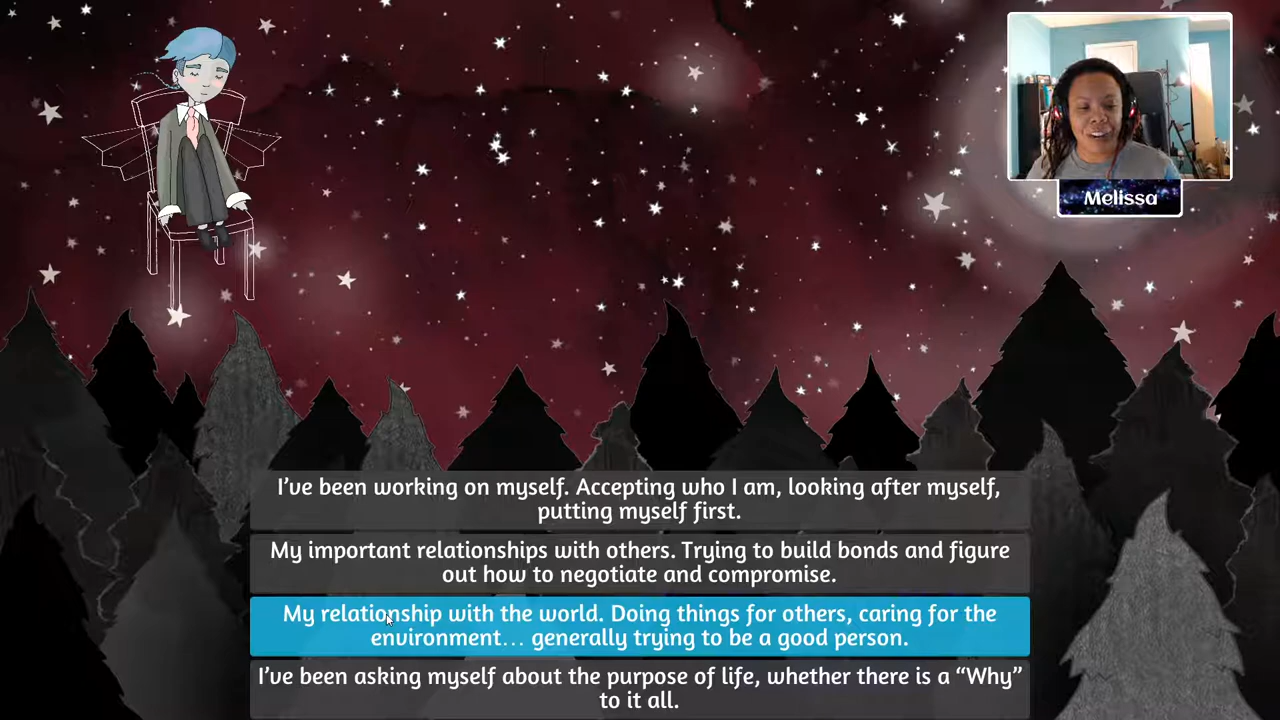 Melissa
I've been working on myself. Accepting who I am, looking after myself,
putting myself first.
My important relationships with others. Trying to build bonds and figure
out how to negotiate and compromise.
My relationship with the world. Doing things for others, caring for the
environment... generally trying to be a good person.
I've been asking myself about the purpose of life, whether there is a “Why”
to it all.